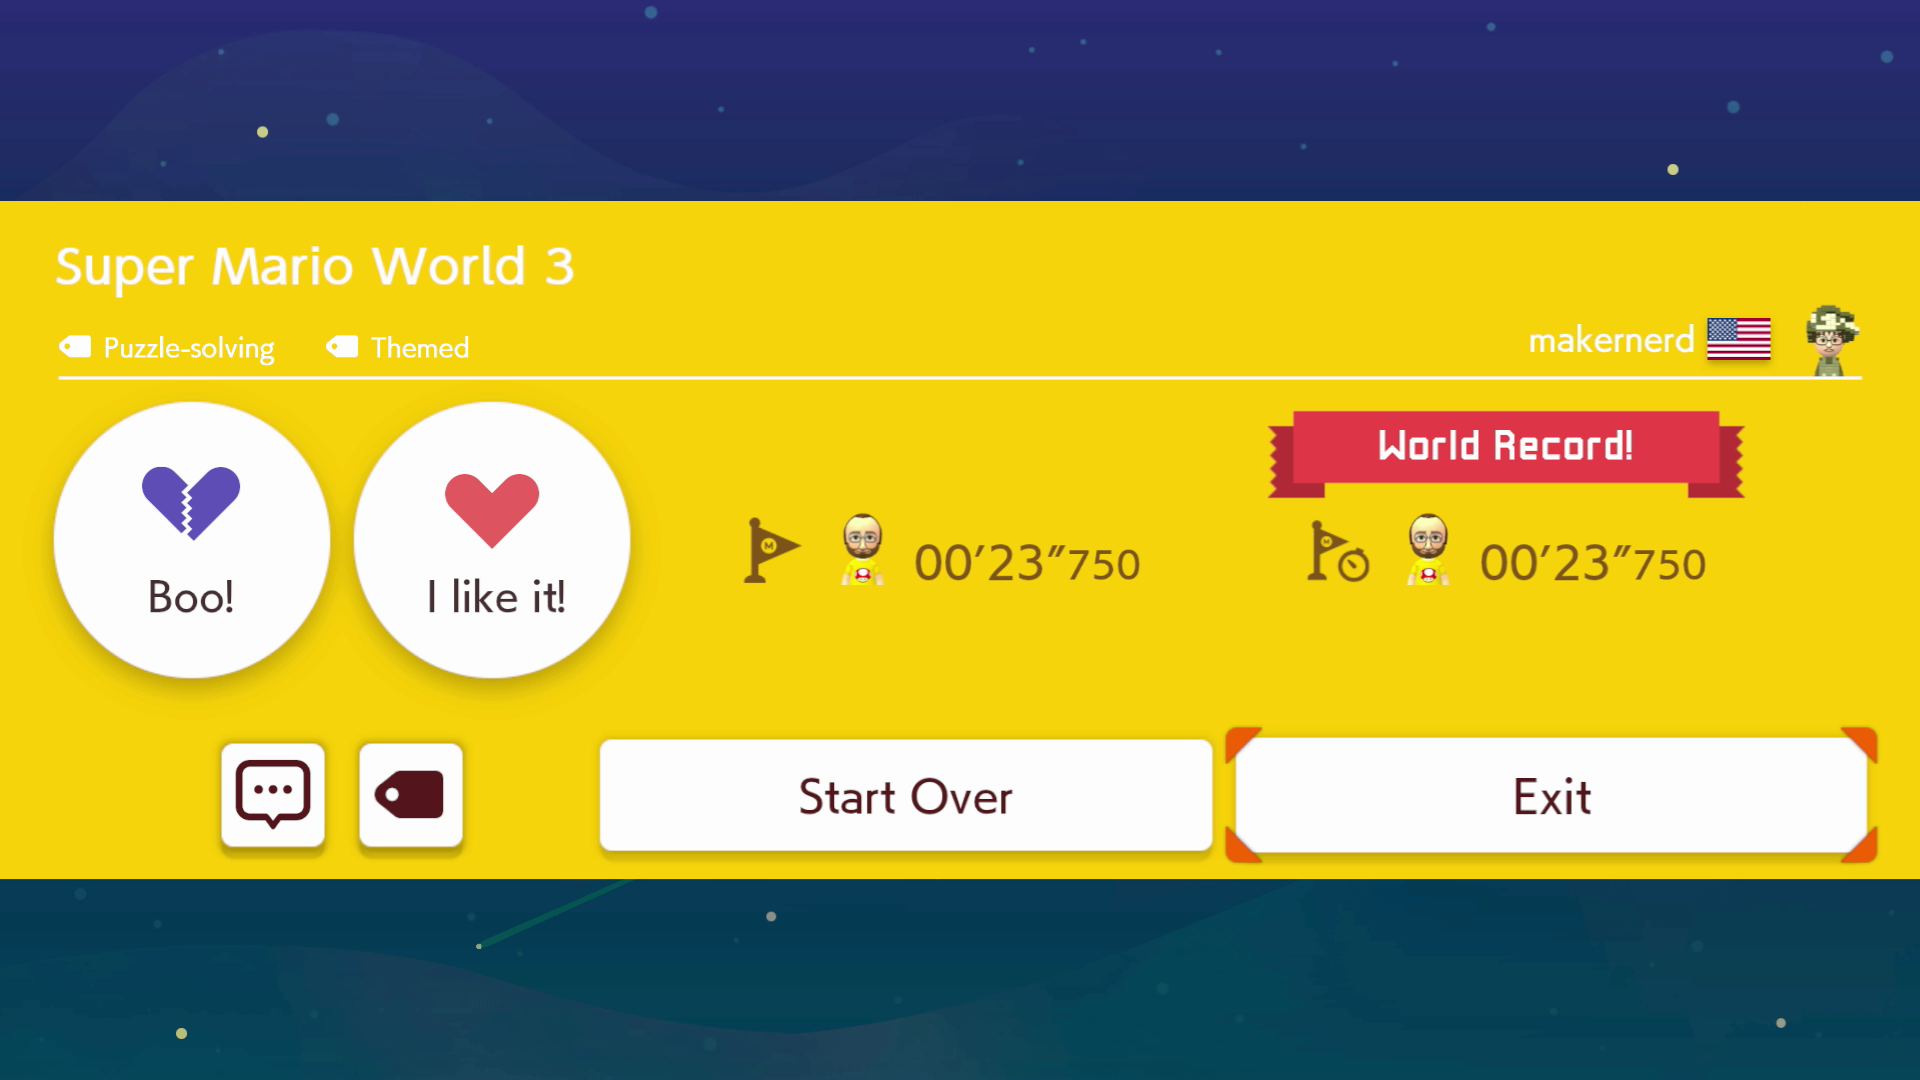 Super Mario World 3
Puzzle-solving Themed
makernerd
World Record!
M 00′23″750
M 00′23″750
Boo!
I like it!
Start Over
Exit